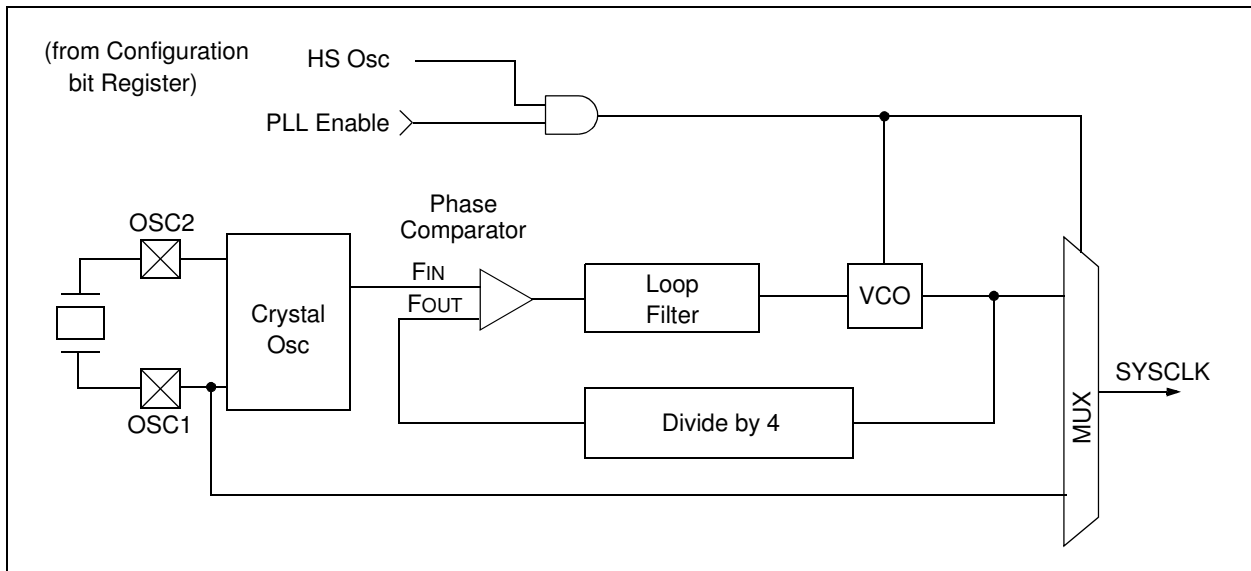 (from Configuration
bit Register)
HS Osc
PLL Enable
Phase
Comparator
OSC2
Crystal
Osc
FIN
FOUT
Loop
Filter
VCO
OSC1
Divide by 4
MUX
SYSCLK